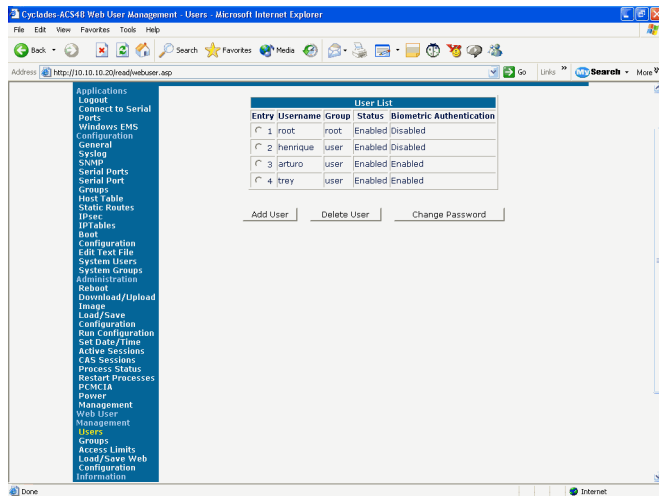 Cyclades-ACS48 Web User Management - Users - Microsoft Internet Explorer
File Edit View Favorites Tools Help
Back Search Favorites Media
Address http://10.10.10.20/read/webuser.asp Go Links » My Search More »
Applications
Logout
Connect to Serial
Ports
Windows EMS
Configuration
General
Syslog
SNMP
Serial Ports
Serial Port
Groups
Host Table
Static Routes
IPsec
IPTables
Boot
Configuration
Edit Text File
System Users
System Groups
Administration
Reboot
Download/Upload
Image
Load/Save
Configuration
Run Configuration
Set Date/Time
Active Sessions
CAS Sessions
Process Status
Restart Processes
PCMCIA
Power
Management
Web User
Management
Users
Groups
Access Limits
Load/Save Web
Configuration
Information
User List
Entry Username Group Status Biometric Authentication
1 root root Enabled Disabled
2 henrique user Enabled Disabled
3 arturo user Enabled Enabled
4 trey user Enabled Enabled
Add User Delete User Change Password
Done Internet